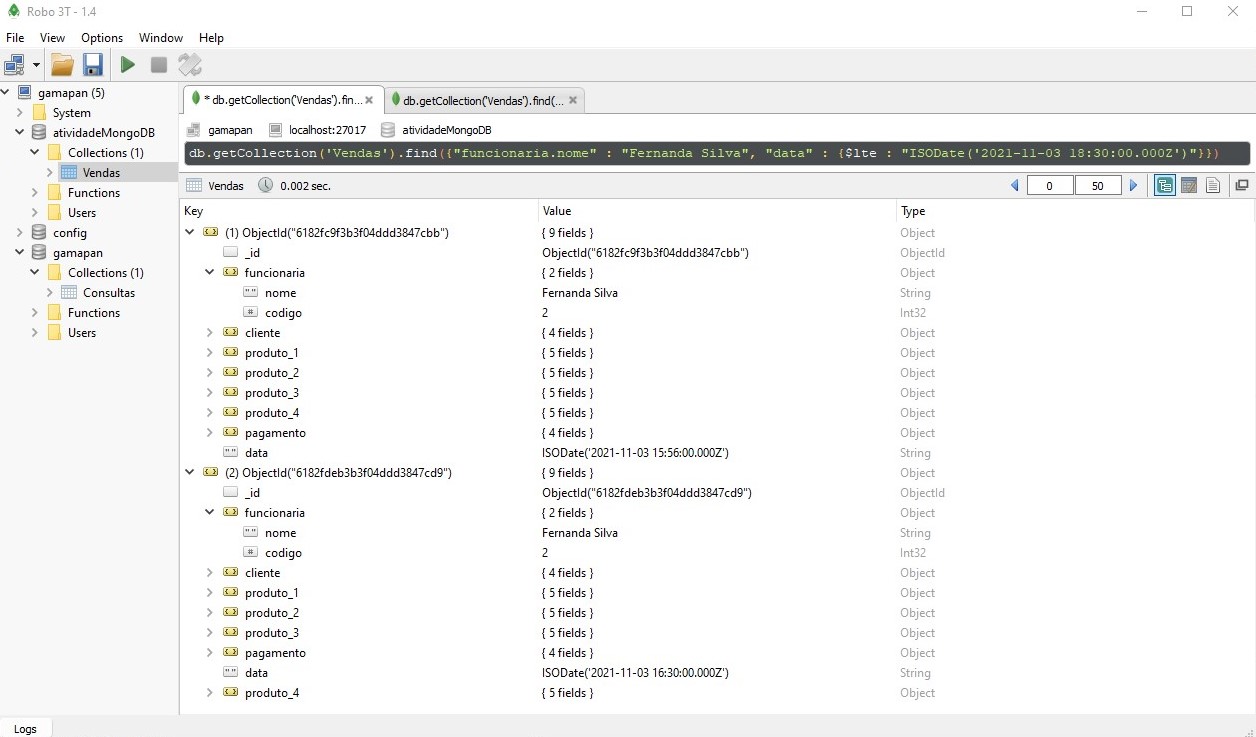 Robo 3T - 1.4
File View Options Window Help
gamapan (5)
System
atividadeMongoDB
Collections (1)
Vendas
Functions
Users
config
gamapan
Collections (1)
Consultas
Functions
Users
* db.getCollection('Vendas').fin... db.getCollection('Vendas').find(...
gamapan localhost:27017 atividadeMongoDB
db.getCollection('Vendas').find({"funcionaria.nome" : "Fernanda Silva", "data" : {$lte : "ISODate('2021-11-03 18:30:00.000Z')"}})
Vendas 0.002 sec. 0 50
Key Value Type
(1) ObjectId("6182fc9f3b3f04ddd3847cbb") { 9 fields } Object
_id ObjectId("6182fc9f3b3f04ddd3847cbb") ObjectId
funcionaria { 2 fields } Object
nome Fernanda Silva String
codigo 2 Int32
cliente { 4 fields } Object
produto_1 { 5 fields } Object
produto_2 { 5 fields } Object
produto_3 { 5 fields } Object
produto_4 { 5 fields } Object
pagamento { 4 fields } Object
data ISODate('2021-11-03 15:56:00.000Z') String
(2) ObjectId("6182fdeb3b3f04ddd3847cd9") { 9 fields } Object
_id ObjectId("6182fdeb3b3f04ddd3847cd9") ObjectId
funcionaria { 2 fields } Object
nome Fernanda Silva String
codigo 2 Int32
cliente { 4 fields } Object
produto_1 { 5 fields } Object
produto_2 { 5 fields } Object
produto_3 { 5 fields } Object
pagamento { 4 fields } Object
data ISODate('2021-11-03 16:30:00.000Z') String
produto_4 { 5 fields } Object
Logs